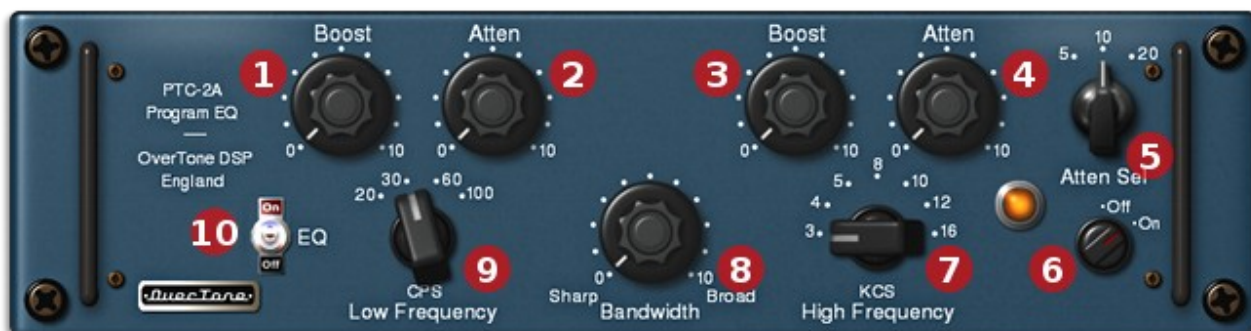 Boost
Atten
Boost
Atten
10
5
20
1
2
3
4
PTC-2A
Program EQ
OverTone DSP
England
0
10
0
10
0
10
0
10
5
Atten Sel
20
30
60
100
3
4
5
8
10
12
16
Off
On
10
On
EQ
Off
9
0
10
8
7
6
Sharp
Broad
CPS
Low Frequency
Bandwidth
KCS
High Frequency
OverTone